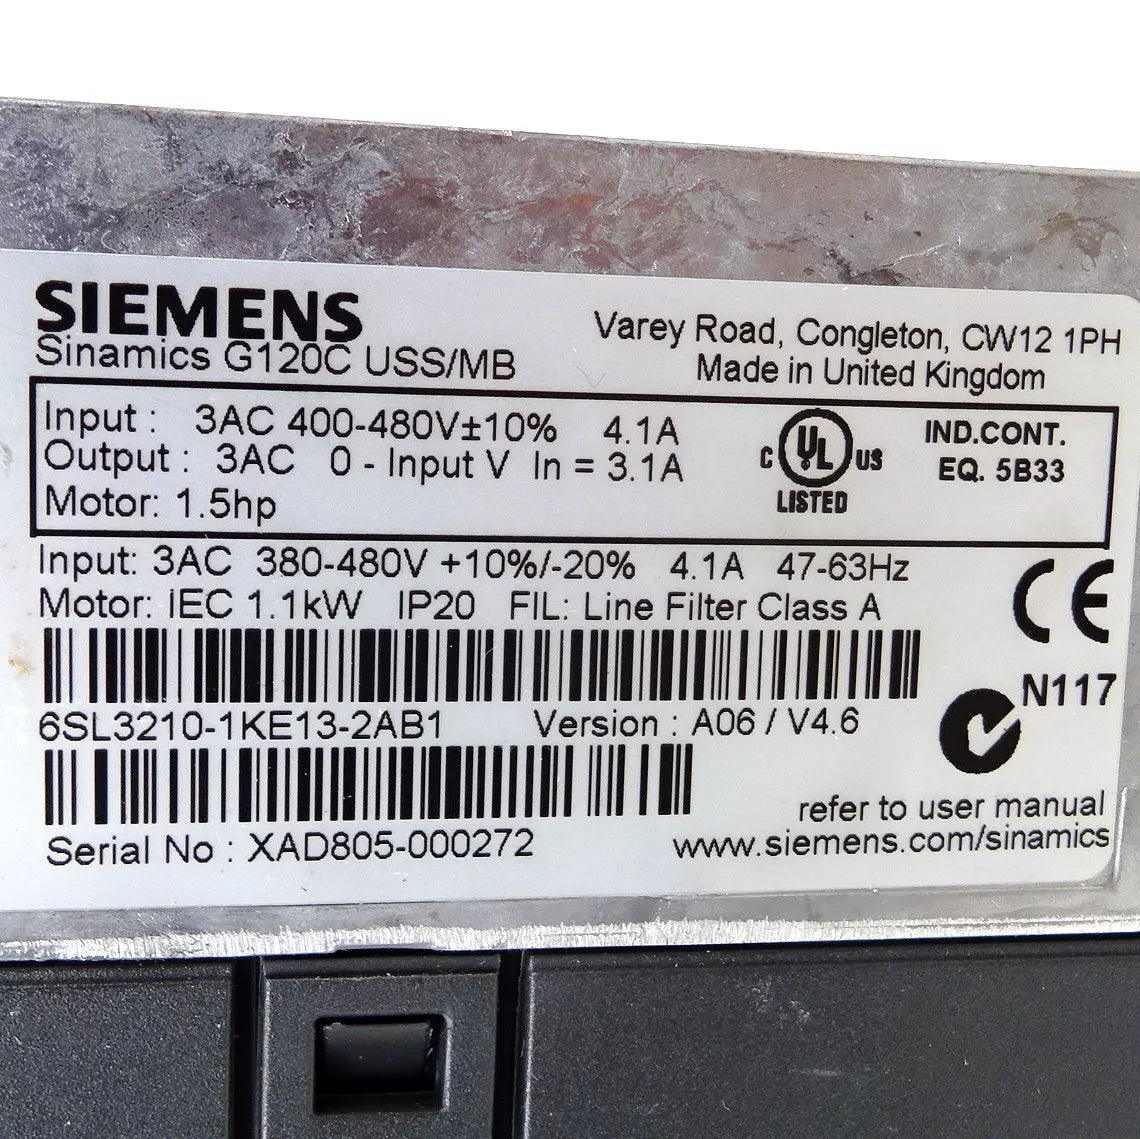 SIEMENS
Sinamics G120C USS/MB
Varey Road, Congleton, CW12 1PH
Made in United Kingdom
Input : 3AC 400-480V±10% 4.1A
Output : 3AC 0 - Input V In = 3.1A
Motor: 1.5hp
C UL US
LISTED
IND.CONT.
EQ. 5B33
Input: 3AC 380-480V +10%/-20% 4.1A 47-63Hz
Motor: IEC 1.1kW IP20 FIL: Line Filter Class A
CE
6SL3210-1KE13-2AB1 Version : A06 / V4.6
N117
Serial No : XAD805-000272
refer to user manual
www.siemens.com/sinamics